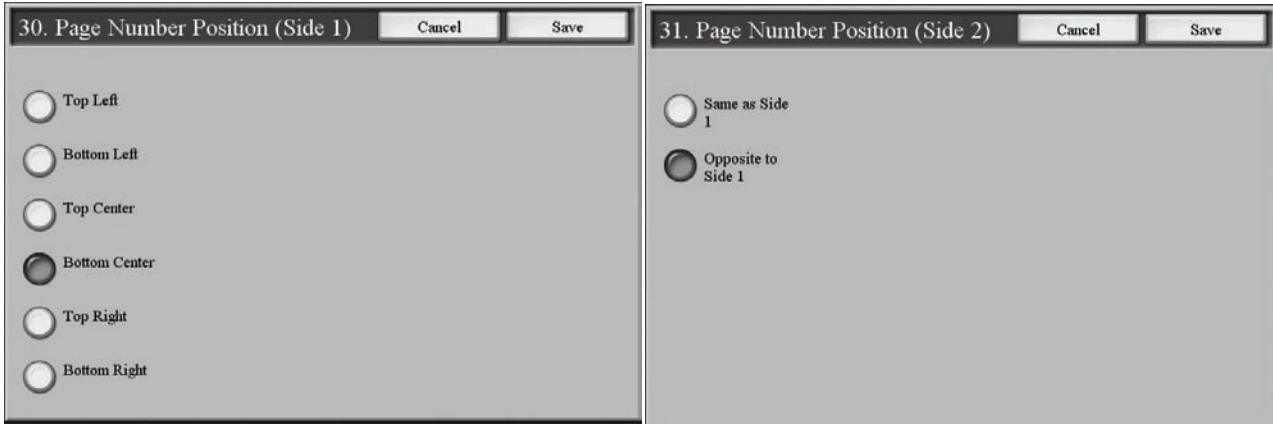 30. Page Number Position (Side 1)
Cancel
Save
Top Left
Bottom Left
Top Center
Bottom Center
Top Right
Bottom Right
31. Page Number Position (Side 2)
Cancel
Save
Same as Side
1
Opposite to
Side 1